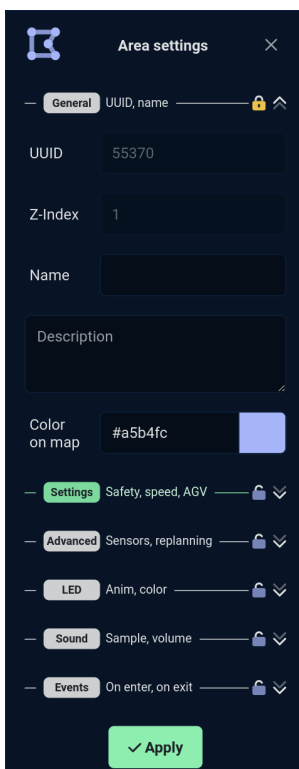 Area settings
General UUID, name
UUID 55370
Z-Index 1
Name
Description
Color
on map #a5b4fc
Settings Safety, speed, AGV
Advanced Sensors, replanning
LED Anim, color
Sound Sample, volume
Events On enter, on exit
Apply